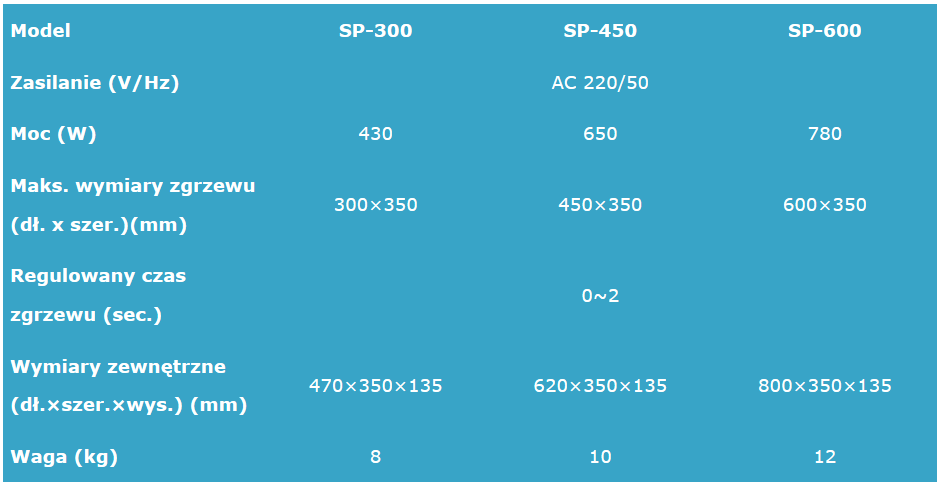 Model SP-300 SP-450 SP-600
Zasilanie (V/Hz) AC 220/50
Moc (W) 430 650 780
Maks. wymiary zgrzewu
(dł. x szer.)(mm) 300×350 450×350 600×350
Regulowany czas
zgrzewu (sec.) 0~2
Wymiary zewnętrzne
(dł.×szer.×wys.) (mm) 470×350×135 620×350×135 800×350×135
Waga (kg) 8 10 12